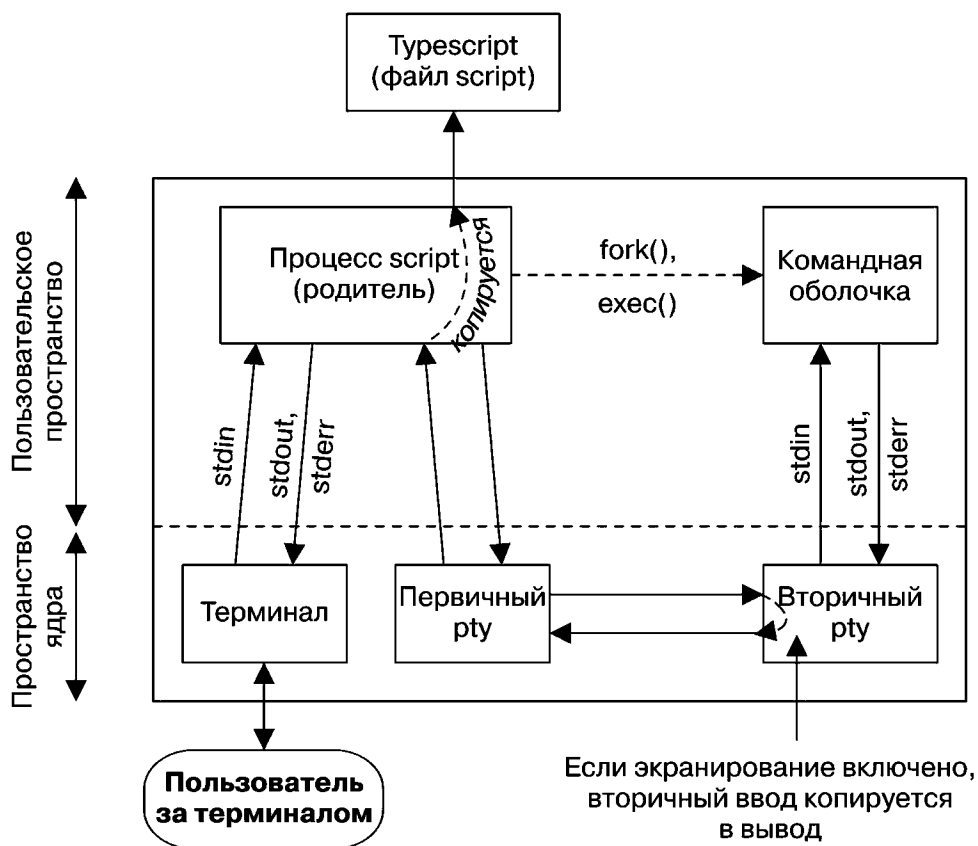 Typescript
(файл script)
Пользовательское
пространство
Процесс script
(родитель)
копируется
fork(),
exec()
Командная
оболочка
stdin
stdout,
stderr
stdin
stdout,
stderr
Пространство
ядра
Терминал
Первичный
pty
Вторичный
pty
Пользователь
за терминалом
Если экранирование включено,
вторичный ввод копируется
в вывод